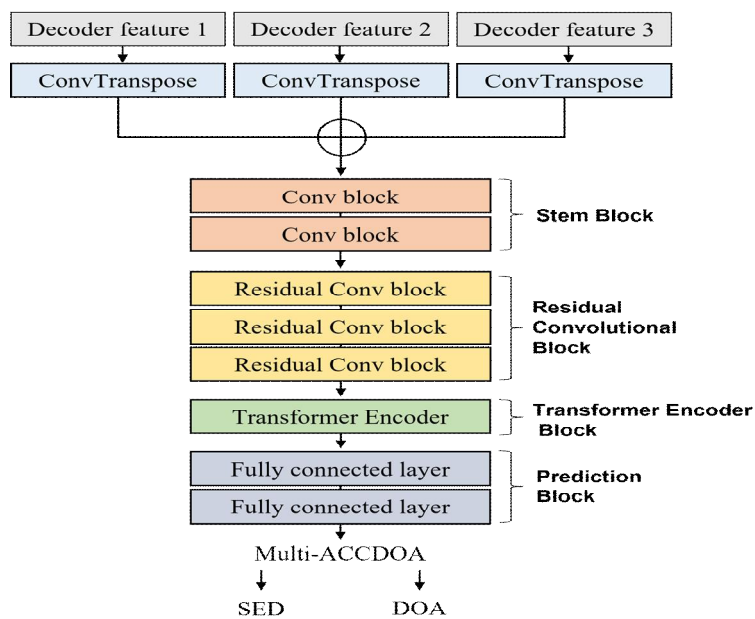 Decoder feature 1
Decoder feature 2
Decoder feature 3
ConvTranspose
ConvTranspose
ConvTranspose
Conv block
Conv block
Stem Block
Residual Conv block
Residual Conv block
Residual Conv block
Residual
Convolutional
Block
Transformer Encoder
Transformer Encoder
Block
Fully connected layer
Fully connected layer
Prediction
Block
Multi-ACCDOA
SED
DOA